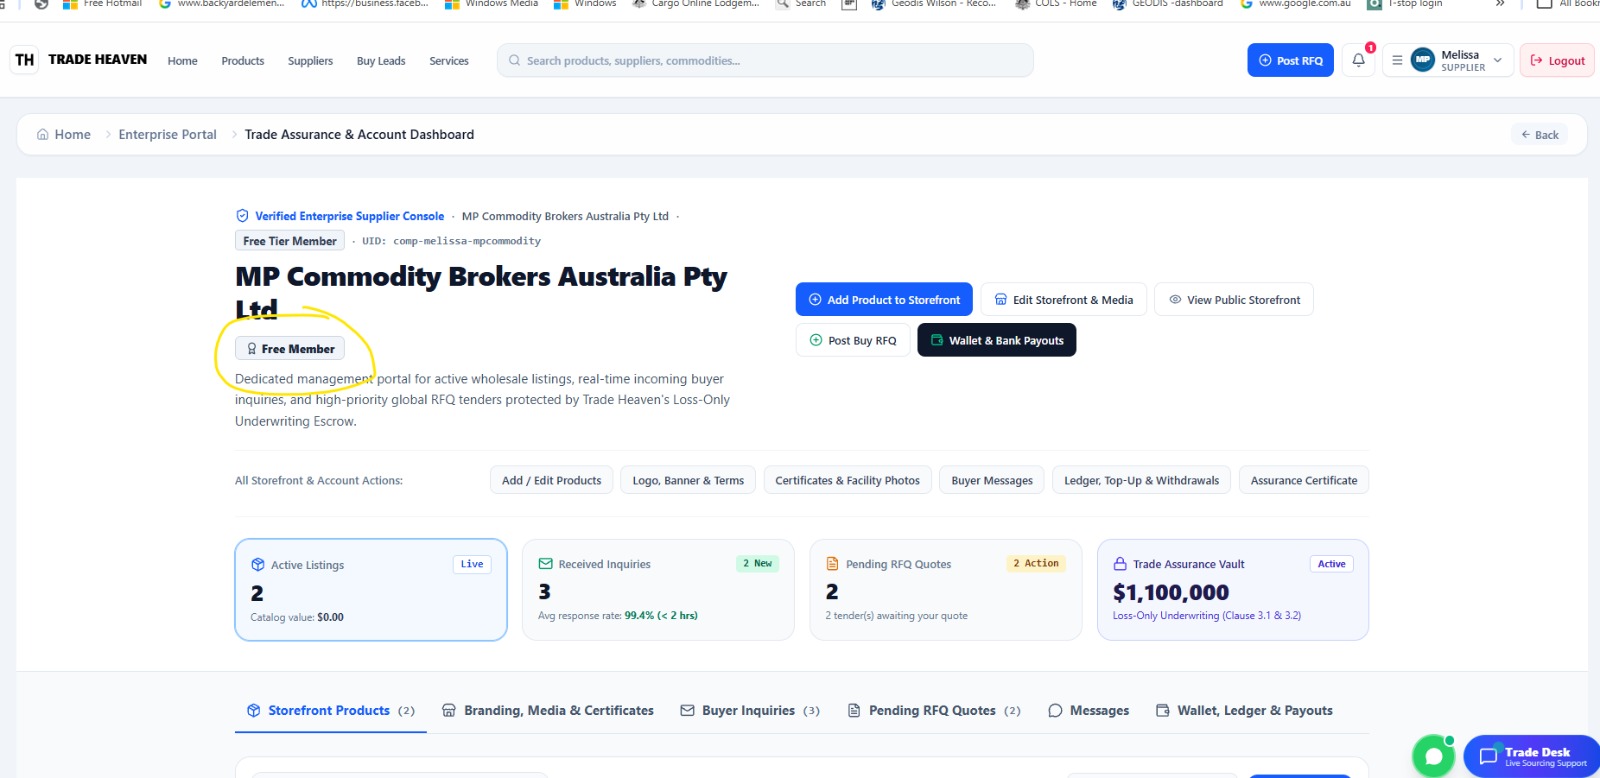 Free Hotmail
www.backyardelemen...
https://business.faceb...
Windows Media
Windows
Cargo Online Lodgem...
Search
Geodis Wilson - Reco...
COLS - Home
GEODIS -dashboard
www.google.com.au
1-stop login
»
All Book
TH TRADE HEAVEN
Home
Products
Suppliers
Buy Leads
Services
Search products, suppliers, commodities...
Post RFQ
1
MP
Melissa
SUPPLIER
Logout
Home > Enterprise Portal > Trade Assurance & Account Dashboard
← Back
Verified Enterprise Supplier Console · MP Commodity Brokers Australia Pty Ltd ·
Free Tier Member · UID: comp-melissa-mpcommodity
MP Commodity Brokers Australia Pty
Ltd
Free Member
Dedicated management portal for active wholesale listings, real-time incoming buyer
inquiries, and high-priority global RFQ tenders protected by Trade Heaven's Loss-Only
Underwriting Escrow.
Add Product to Storefront
Edit Storefront & Media
View Public Storefront
Post Buy RFQ
Wallet & Bank Payouts
All Storefront & Account Actions:
Add / Edit Products
Logo, Banner & Terms
Certificates & Facility Photos
Buyer Messages
Ledger, Top-Up & Withdrawals
Assurance Certificate
Active Listings
Live
2
Catalog value: $0.00
Received Inquiries
2 New
3
Avg response rate: 99.4% (< 2 hrs)
Pending RFQ Quotes
2 Action
2
2 tender(s) awaiting your quote
Trade Assurance Vault
Active
$1,100,000
Loss-Only Underwriting (Clause 3.1 & 3.2)
Storefront Products (2)
Branding, Media & Certificates
Buyer Inquiries (3)
Pending RFQ Quotes (2)
Messages
Wallet, Ledger & Payouts
Trade Desk
Live Sourcing Support